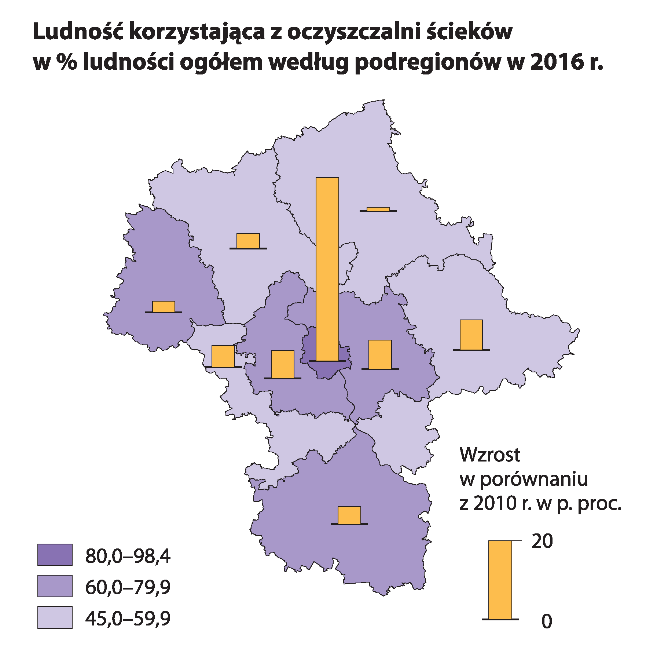 Ludność korzystająca z oczyszczalni ścieków
w % ludności ogółem według podregionów w 2016 r.
Wzrost
w porównaniu
z 2010 r. w p. proc.
20
0
80,0–98,4
60,0–79,9
45,0–59,9